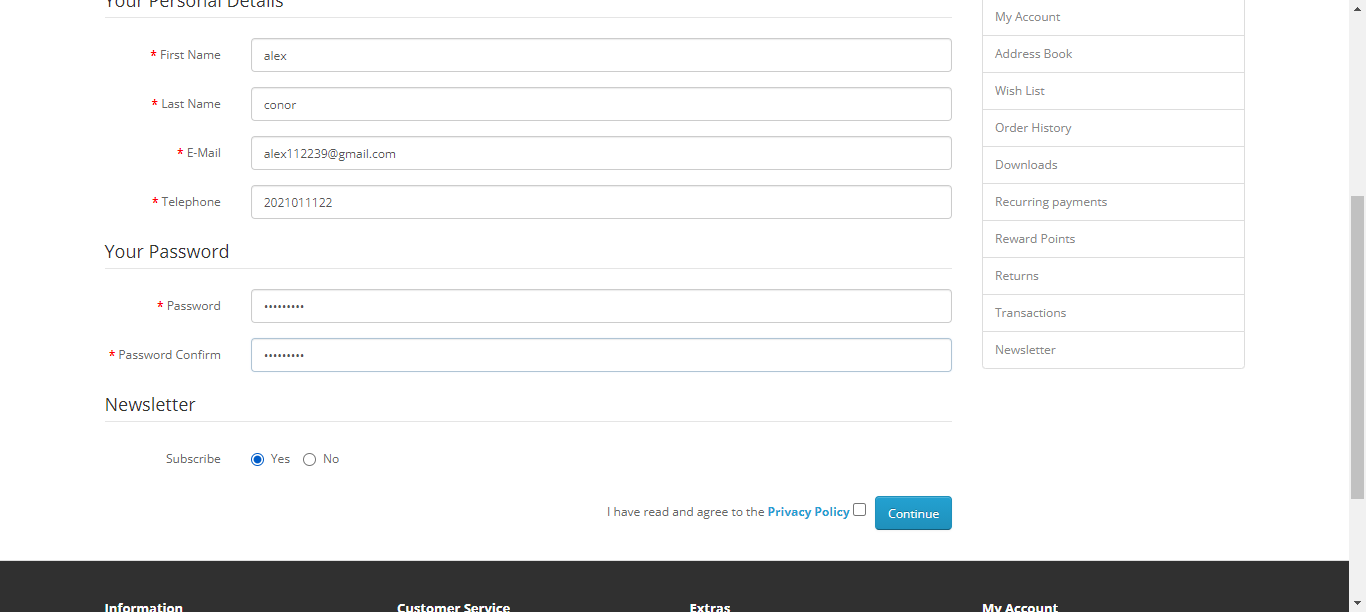 Your Personal Details
* First Name
alex
* Last Name
conor
* E-Mail
alex112239@gmail.com
* Telephone
2021011122
Your Password
* Password
•••••••••
* Password Confirm
•••••••••
Newsletter
Subscribe
Yes No
I have read and agree to the Privacy Policy
Continue
My Account
Address Book
Wish List
Order History
Downloads
Recurring payments
Reward Points
Returns
Transactions
Newsletter
Information
Customer Service
Extras
My Account